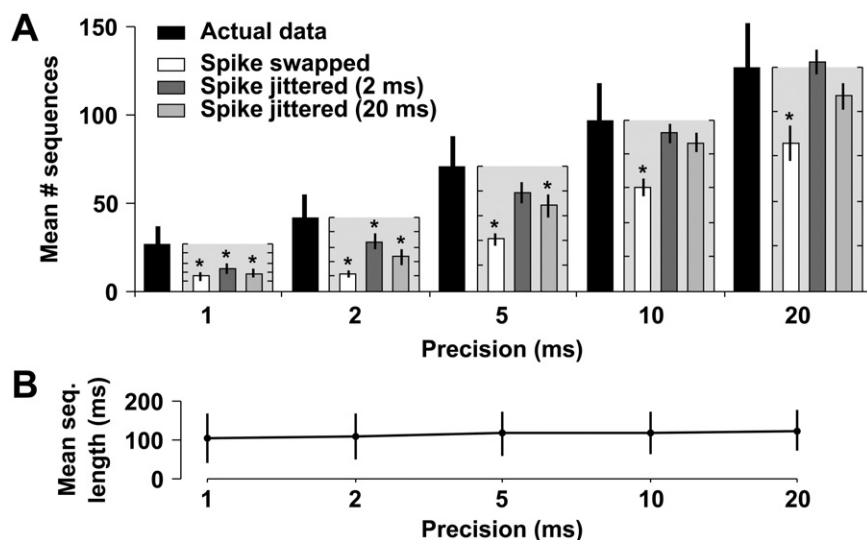 A
150
Actual data
Spike swapped
Spike jittered (2 ms)
Spike jittered (20 ms)
100
50
0
Mean # sequences
* * *
* * *
* *
*
*
1 2 5 10 20
Precision (ms)
B
200
100
0
Mean seq.
length (ms)
1 2 5 10 20
Precision (ms)